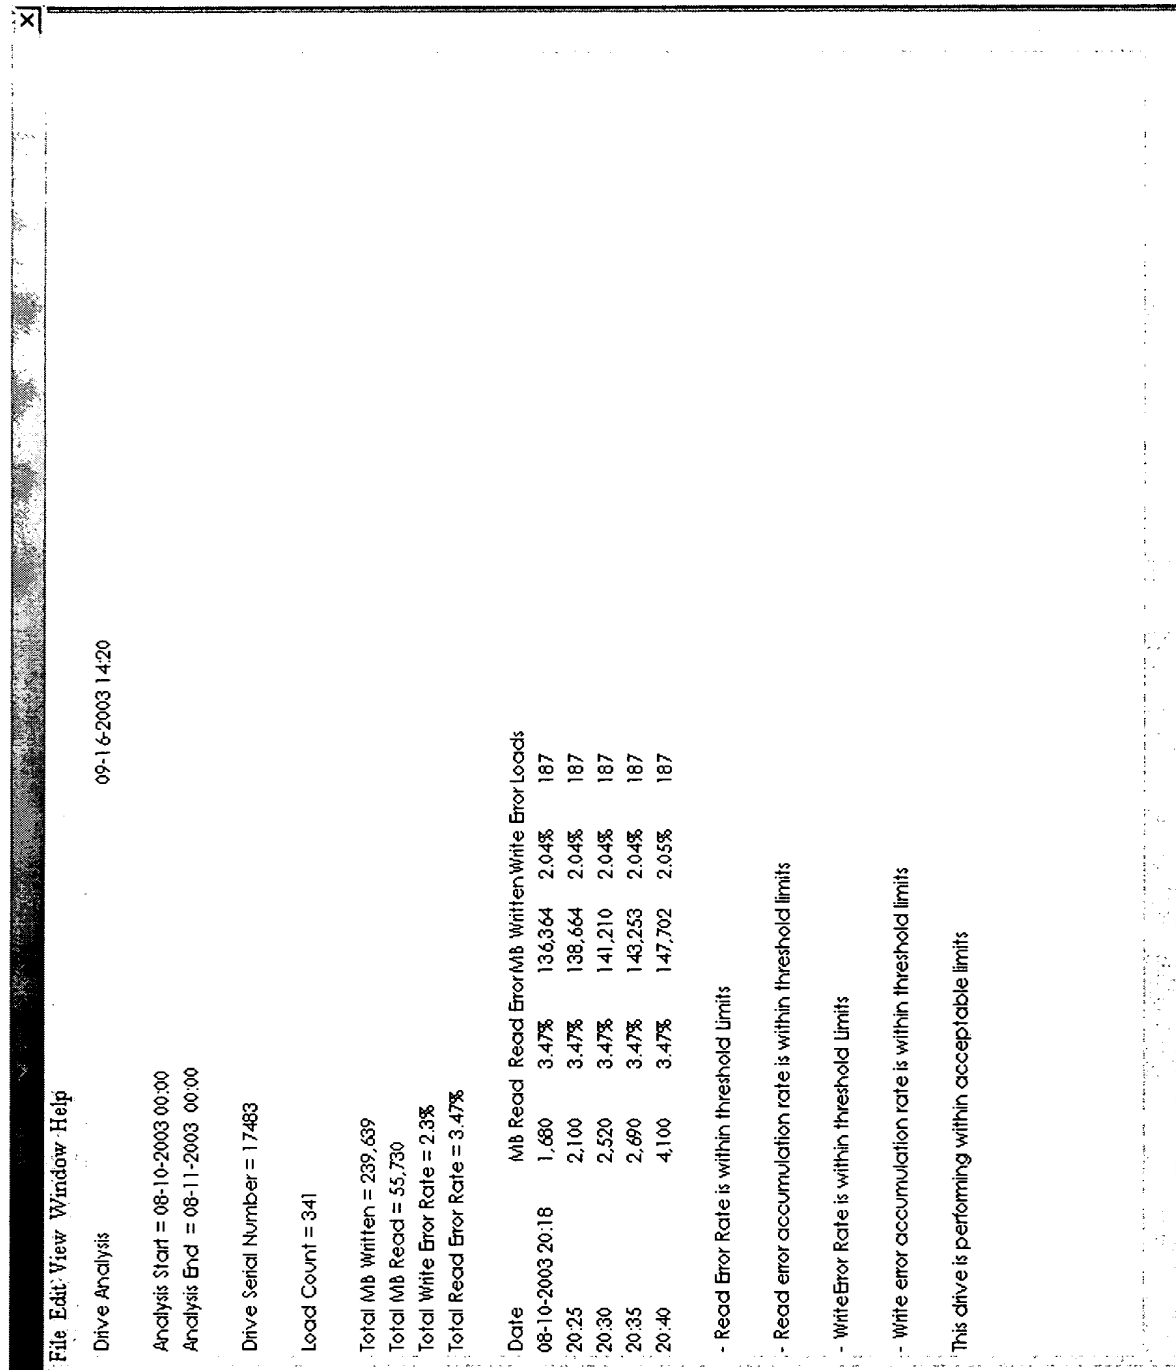 File Edit View Window Help
Drive Analysis 09-16-2003 14:20
Analysis Start = 08-10-2003 00:00
Analysis End = 08-11-2003 00:00
Drive Serial Number = 17483
Load Count = 341
Total MB Written = 239,639
Total MB Read = 55,730
Total Write Error Rate = 2.3%
Total Read Error Rate = 3.47%
Date MB Read Read Error MB Written Write Error Loads
08-10-2003 20:18 1,680 3.47% 136,364 2.04% 187
20:25 2,100 3.47% 138,664 2.04% 187
20:30 2,520 3.47% 141,210 2.04% 187
20:35 2,690 3.47% 143,253 2.04% 187
20:40 4,100 3.47% 147,702 2.05% 187
- Read Error Rate is within threshold Limits
- Read error accumulation rate is within threshold limits
- Write Error Rate is within threshold Limits
- Write error accumulation rate is within threshold limits
This drive is performing within acceptable limits